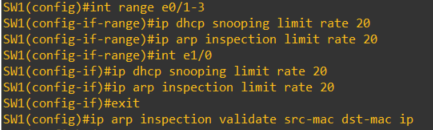 SW1(config)#int range e0/1-3
SW1(config-if-range)#ip dhcp snooping limit rate 20
SW1(config-if-range)#ip arp inspection limit rate 20
SW1(config-if-range)#int e1/0
SW1(config-if)#ip dhcp snooping limit rate 20
SW1(config-if)#ip arp inspection limit rate 20
SW1(config-if)#exit
SW1(config)#ip arp inspection validate src-mac dst-mac ip